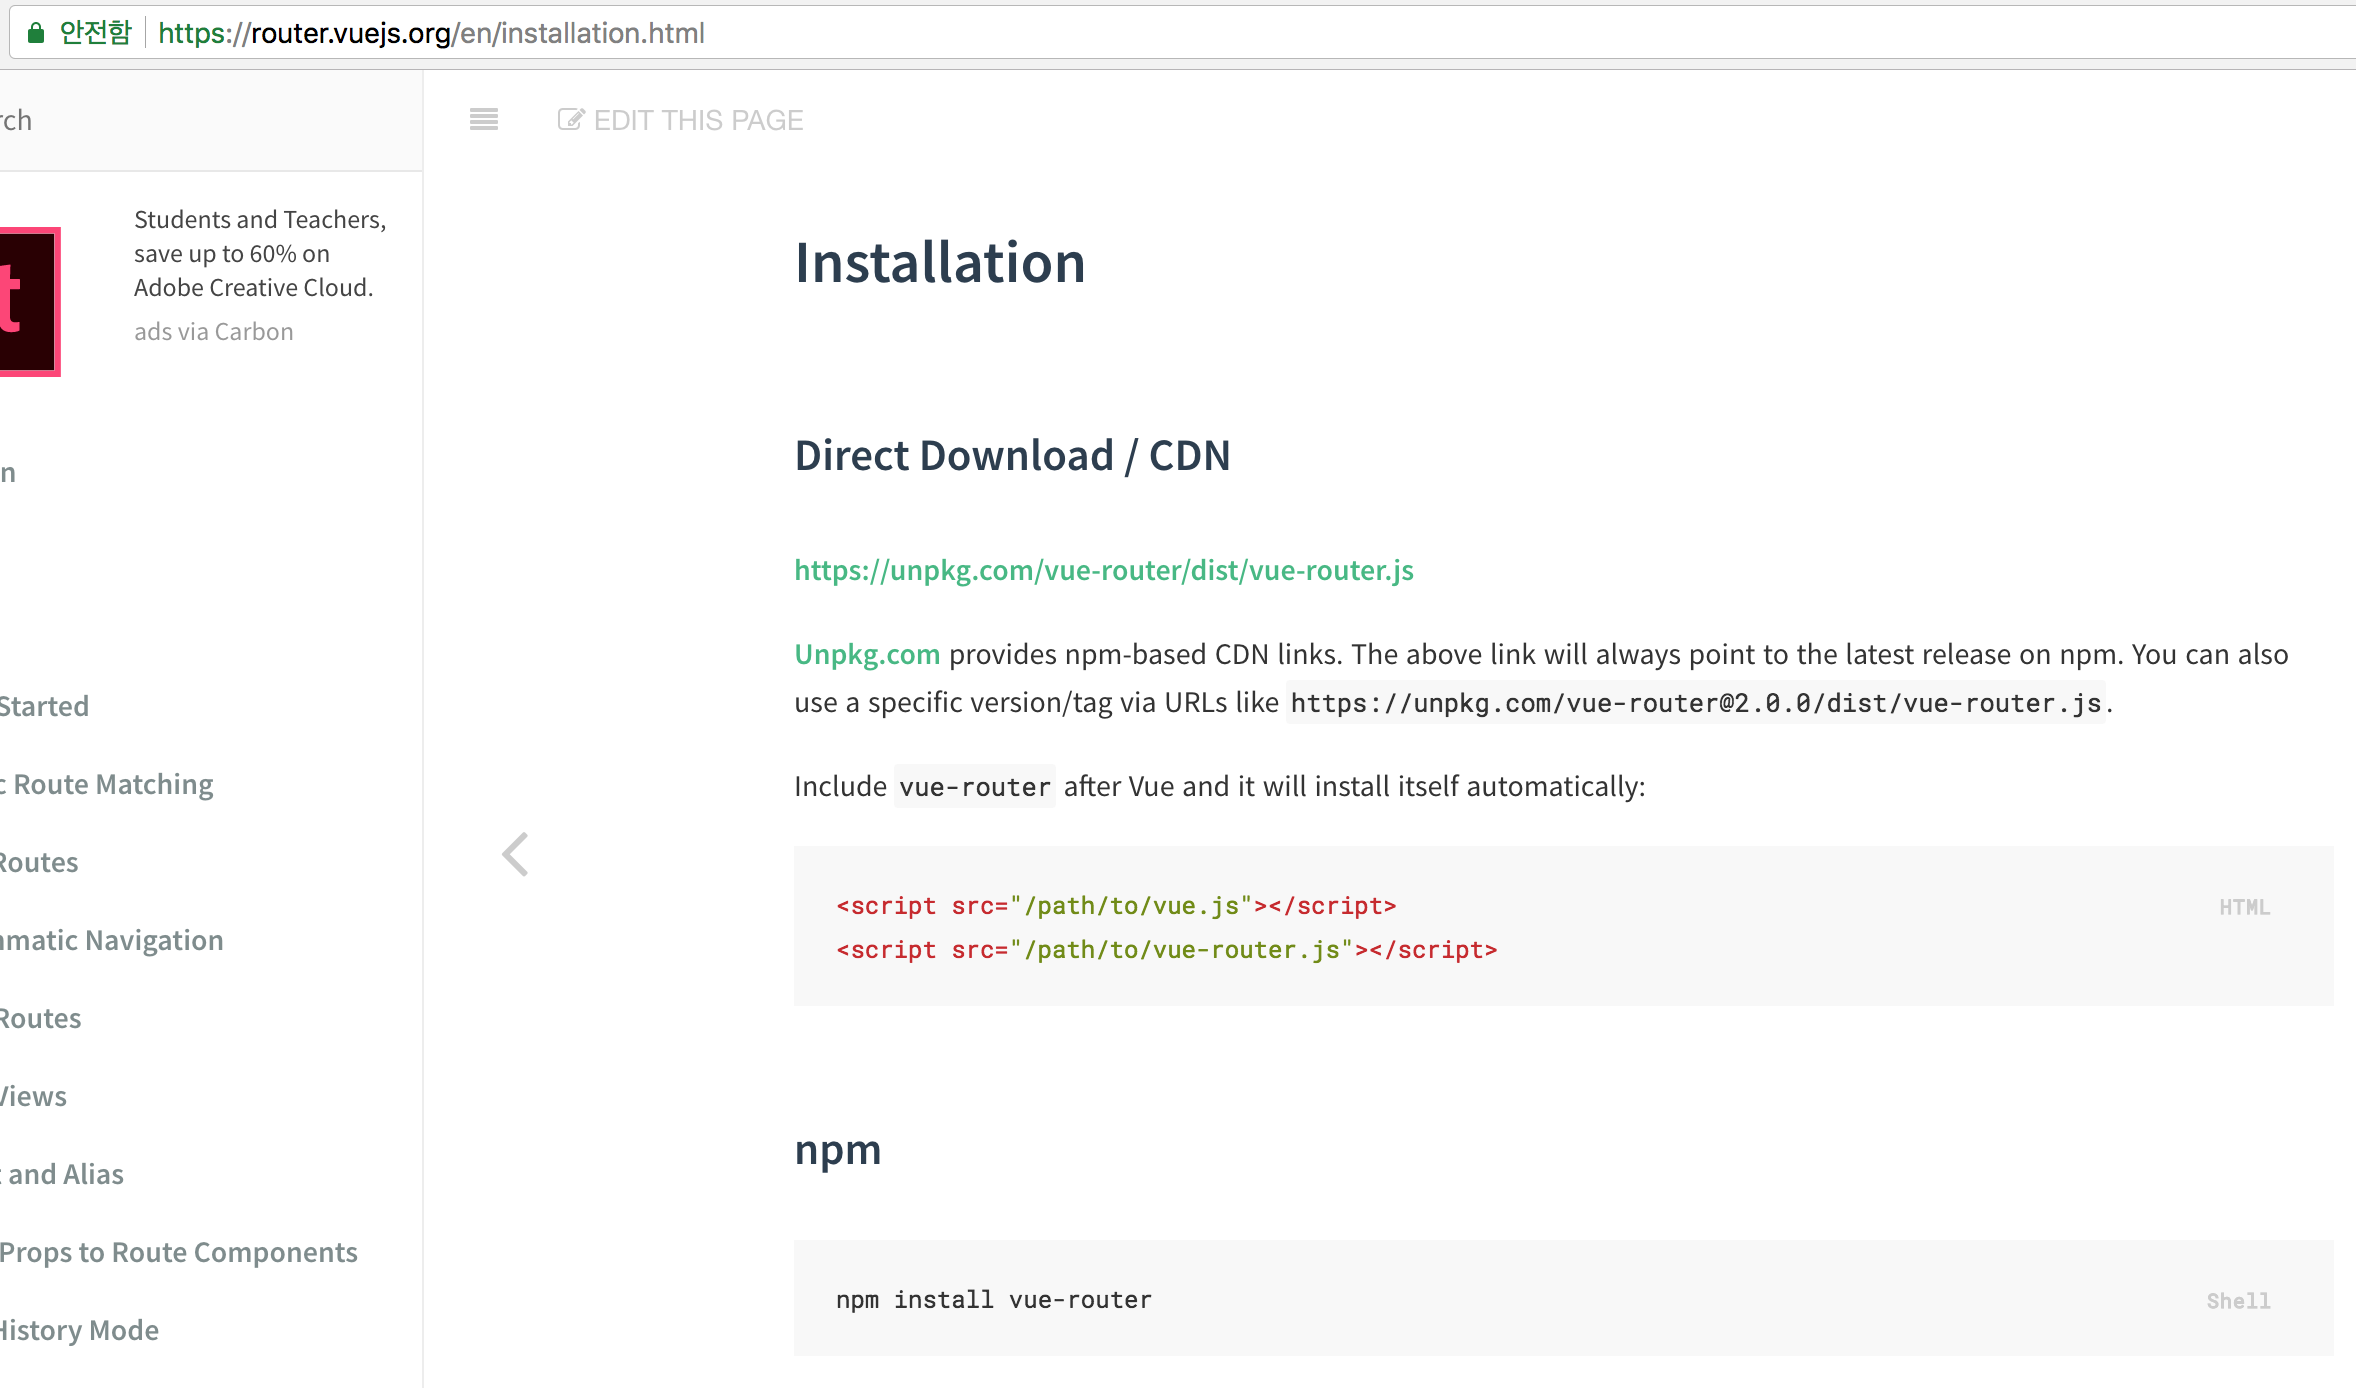 안전함 https://router.vuejs.org/en/installation.html
rch
EDIT THIS PAGE
Students and Teachers,
save up to 60% on
Adobe Creative Cloud.
ads via Carbon
t
n
Started
c Route Matching
Routes
mmatic Navigation
Routes
Views
t and Alias
Props to Route Components
History Mode
Installation
Direct Download / CDN
https://unpkg.com/vue-router/dist/vue-router.js
Unpkg.com provides npm-based CDN links. The above link will always point to the latest release on npm. You can also
use a specific version/tag via URLs like https://unpkg.com/vue-router@2.0.0/dist/vue-router.js.
Include vue-router after Vue and it will install itself automatically:
<script src="/path/to/vue.js"></script>
HTML
<script src="/path/to/vue-router.js"></script>
npm
npm install vue-router
Shell